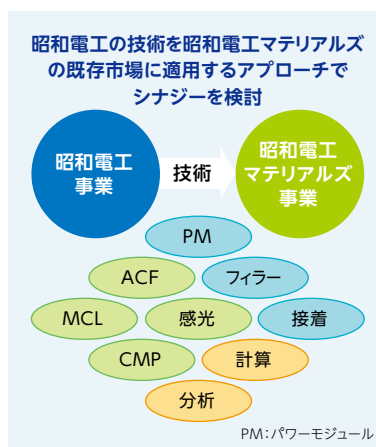 昭和電工の技術を昭和電工マテリアルズ
の既存市場に適用するアプローチで
シナジーを検討
昭和電工
事業
技術
昭和電工
マテリアルズ
事業
PM
ACF
フィラー
MCL
感光
接着
CMP
計算
分析
PM：パワーモジュール